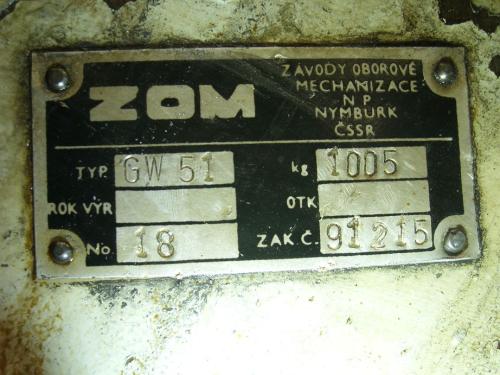 ZOM
ZÁVODY OBOROVÉ
MECHANIZACE
N P
NYMBURK
ČSSR
TYP GW 51 kg 1005
ROK VÝR OTK
No 18 ZAK.Č. 91215